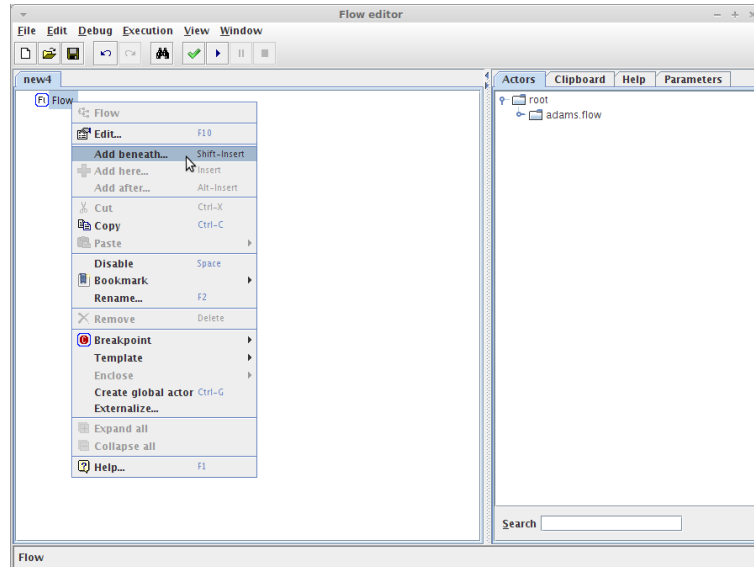 Flow editor
File Edit Debug Execution View Window
new4
Actors Clipboard Help Parameters
Fl Flow
root
adams.flow
Flow
Edit... F10
Add beneath... Shift-Insert
Add here... Insert
Add after... Alt-Insert
Cut Ctrl-X
Copy Ctrl-C
Paste
Disable Space
Bookmark
Rename... F2
Remove Delete
Breakpoint
Template
Enclose
Create global actor Ctrl-G
Externalize...
Expand all
Collapse all
Help... F1
Search
Flow